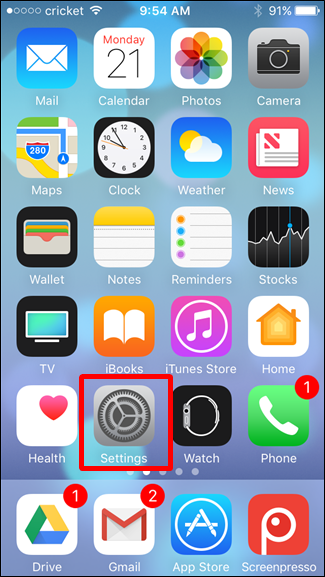 cricket 9:54 AM 91%
Monday
21
Mail Calendar Photos Camera
280
Maps Clock Weather News
Wallet Notes Reminders Stocks
TV iBooks iTunes Store Home
1
Health Settings Watch Phone
1 2
Drive Gmail App Store Screenpresso